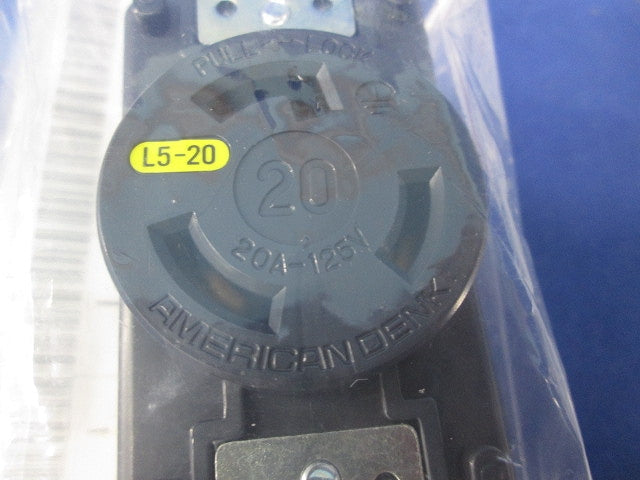 PULL-LOCK
L5-20
20
20A-125V
AMERICAN DENKI